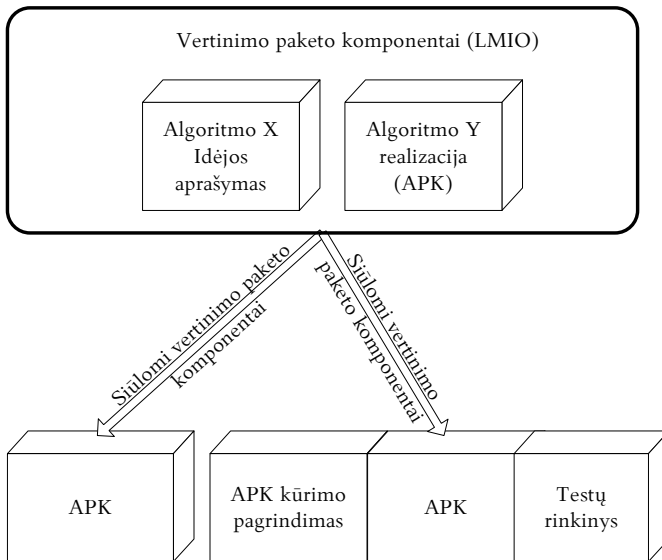 Vertinimo paketo komponentai (LMIO)
Algoritmo X
Idėjos
aprašymas
Algoritmo Y
realizacija
(APK)
Siūlomi vertinimo paketo
komponentai
Siūlomi vertinimo
paketo komponentai
APK
APK kūrimo
pagrindimas
APK
Testų
rinkinys